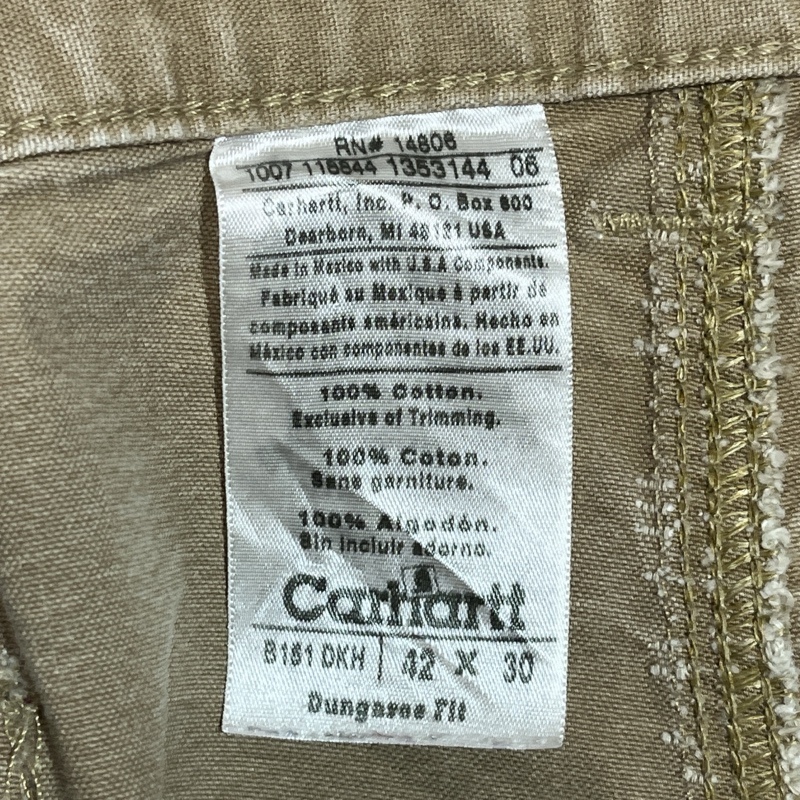 RN# 14806
1007 115544 1353144 06
Carhartt, Inc. P. O. Box 600
Dearborn, MI 48121 USA
Made in Mexico with U.S.A Components.
Fabriqué au Mexique à partir de
composants américains. Hecho en
México con componentes de los EE.UU.
100% Cotton.
Exclusive of Trimming.
100% Coton.
Sans garniture.
100% Algodón.
Sin incluir adorno.
Carhartt
B151 DKH 42 X 30
Dungaree Fit